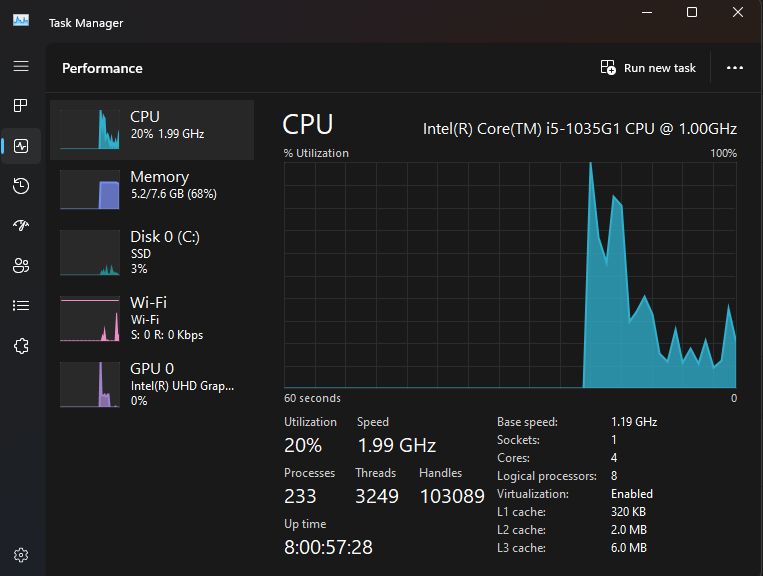 Task Manager
Performance
Run new task
CPU
20% 1.99 GHz
Memory
5.2/7.6 GB (68%)
Disk 0 (C:)
SSD
3%
Wi-Fi
Wi-Fi
S: 0 R: 0 Kbps
GPU 0
Intel(R) UHD Grap...
0%
CPU
Intel(R) Core(TM) i5-1035G1 CPU @ 1.00GHz
% Utilization
100%
60 seconds
0
Utilization
Speed
20%
1.99 GHz
Processes
Threads
Handles
233
3249
103089
Up time
8:00:57:28
Base speed:
1.19 GHz
Sockets:
1
Cores:
4
Logical processors:
8
Virtualization:
Enabled
L1 cache:
320 KB
L2 cache:
2.0 MB
L3 cache:
6.0 MB